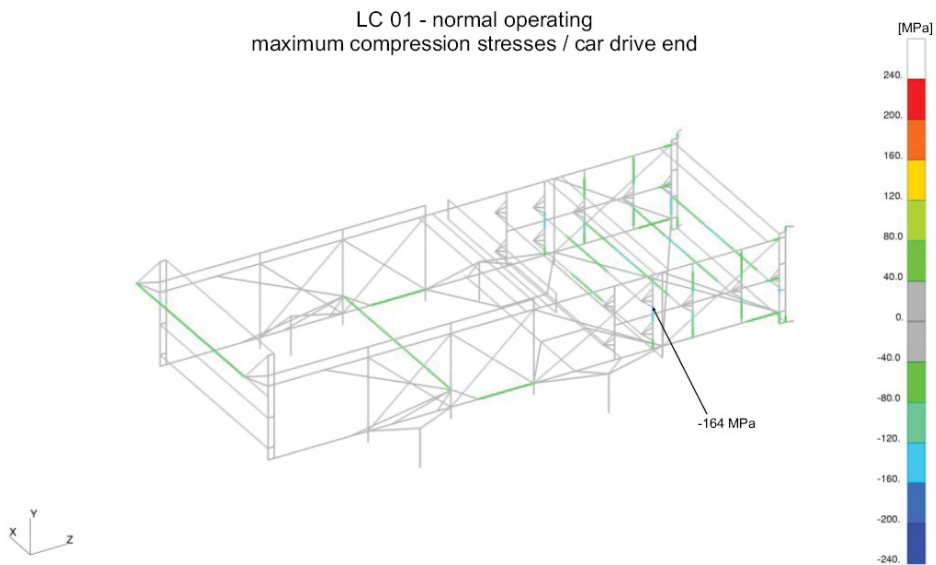 LC 01 - normal operating
maximum compression stresses / car drive end
[MPa]
240.
200.
160.
120.
80.0
40.0
0.
-40.0
-80.0
-120.
-160.
-200.
-240.
-164 MPa
Y
X
Z